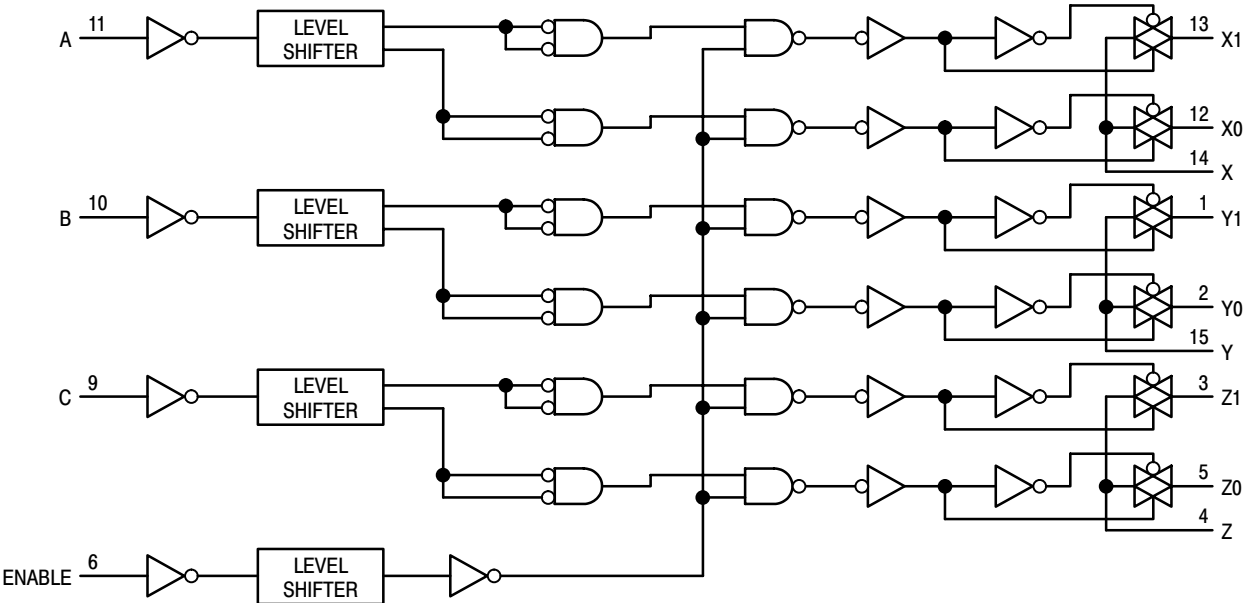 A 11 LEVEL 13 X1
SHIFTER
12 X0
14 X
B 10 LEVEL 1 Y1
SHIFTER
2 Y0
15 Y
C 9 LEVEL 3 Z1
SHIFTER
5 Z0
4 Z
ENABLE 6 LEVEL
SHIFTER